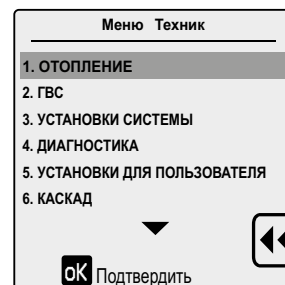 Меню Техник
1. ОТОПЛЕНИЕ
2. ГВС
3. УСТАНОВКИ СИСТЕМЫ
4. ДИАГНОСТИКА
5. УСТАНОВКИ ДЛЯ ПОЛЬЗОВАТЕЛЯ
6. КАСКАД
OK Подтвердить